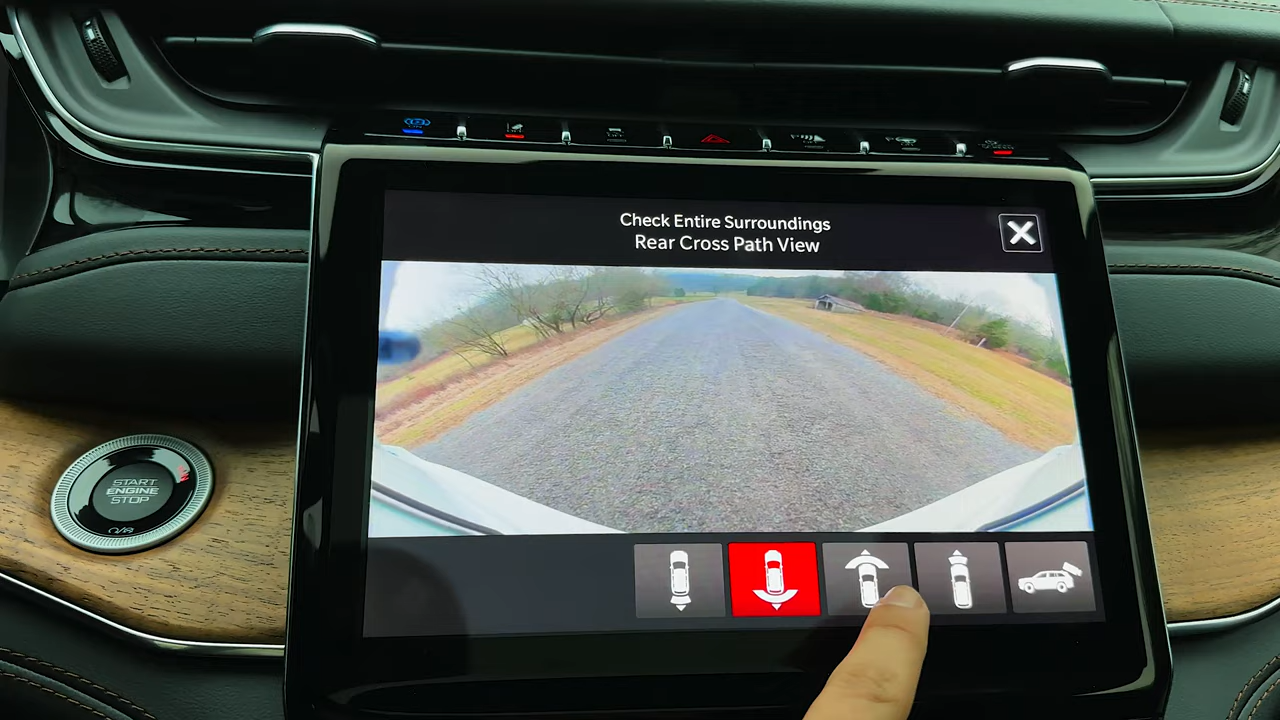 Check Entire Surroundings
Rear Cross Path View
START
ENGINE
STOP